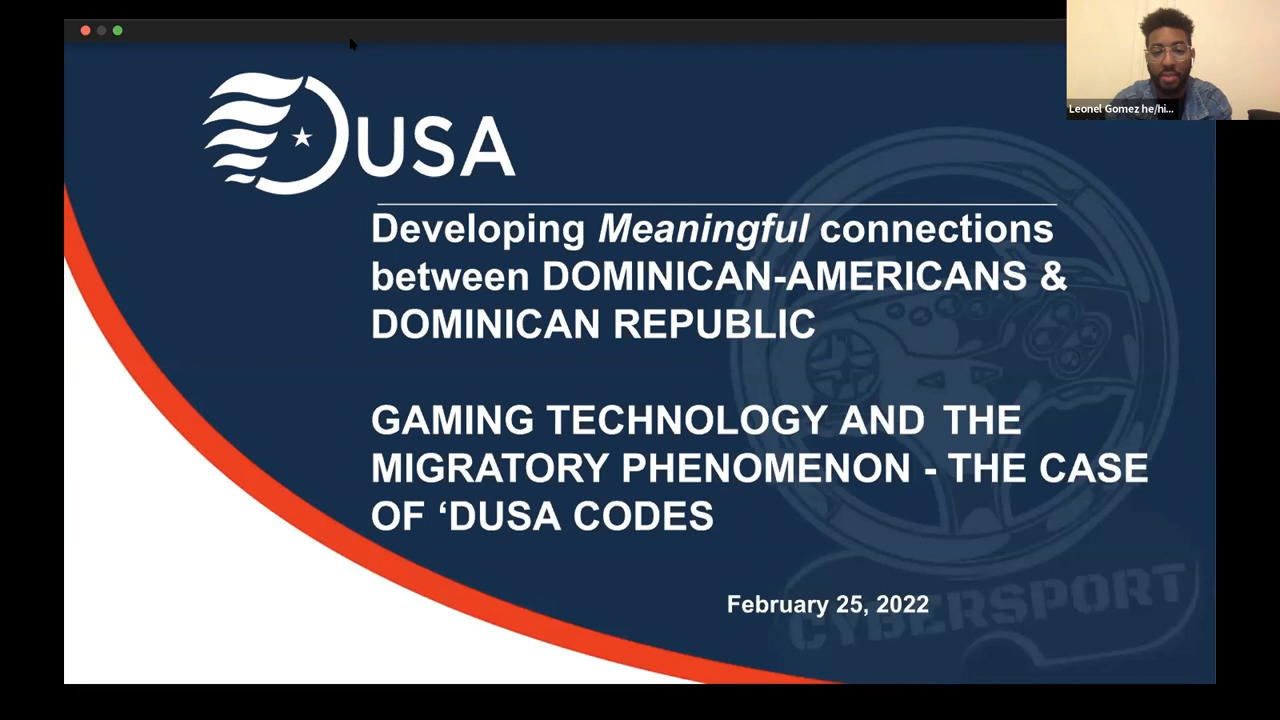 DUSA
Leonel Gomez he/hi...
Developing Meaningful connections
between DOMINICAN-AMERICANS &
DOMINICAN REPUBLIC
GAMING TECHNOLOGY AND THE
MIGRATORY PHENOMENON - THE CASE
OF ‘DUSA CODES
February 25, 2022
CYBERSPORT